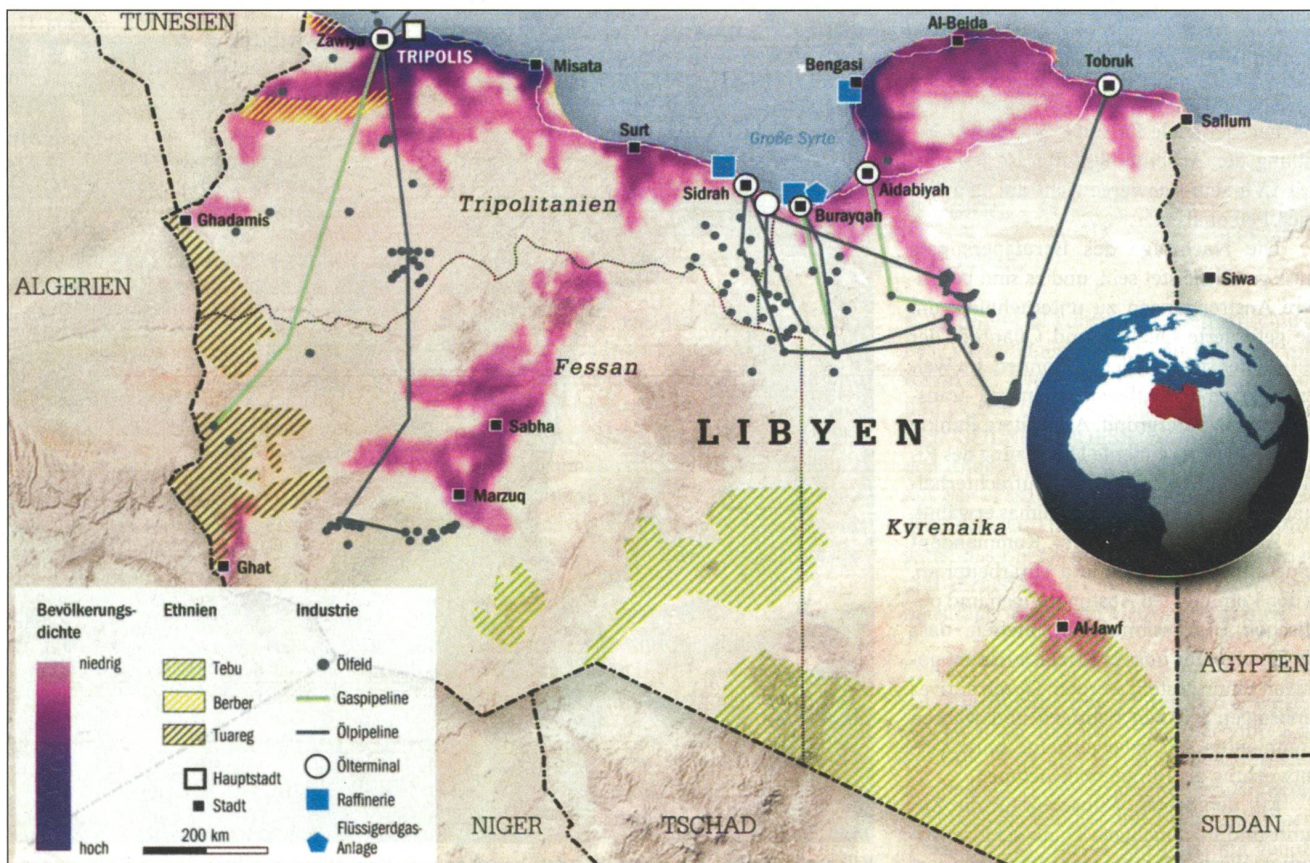 TUNESIEN
Zawiya
TRIPOLIS
Misata
Surt
Große Syrte
Bengasi
Al-Beida
Tobruk
Sallum
Sidrah
Burayqah
Aidabiyah
Ghadamis
Tripolitanien
ALGERIEN
Siwa
Fessan
Sabha
LIBYEN
Marzuq
Kyrenaika
Ghat
Al-Jawf
ÄGYPTEN
NIGER
TSCHAD
SUDAN
Bevölkerungs-
dichte
niedrig
hoch
Ethnien
Tebu
Berber
Tuareg
Hauptstadt
Stadt
200 km
Industrie
Ölfeld
Gaspipeline
Ölpipeline
Ölterminal
Raffinerie
Flüssigerdgas-
Anlage